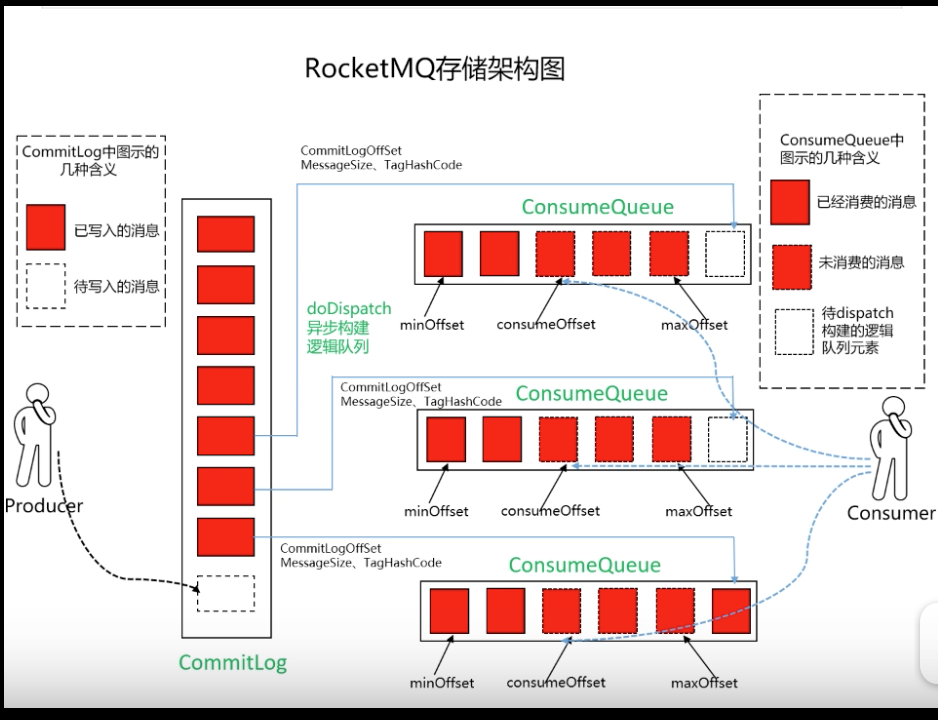 RocketMQ存储架构图
CommitLog中图示的
几种含义
已写入的消息
待写入的消息
CommitLogOffSet
MessageSize、TagHashCode
ConsumeQueue
minOffset
consumeOffset
maxOffset
doDispatch
异步构建
逻辑队列
ConsumeQueue中
图示的几种含义
已经消费的消息
未消费的消息
待dispatch
构建的逻辑
队列元素
CommitLogOffSet
MessageSize、TagHashCode
ConsumeQueue
minOffset
consumeOffset
maxOffset
Producer
Consumer
CommitLogOffSet
MessageSize、TagHashCode
ConsumeQueue
minOffset
consumeOffset
maxOffset
CommitLog